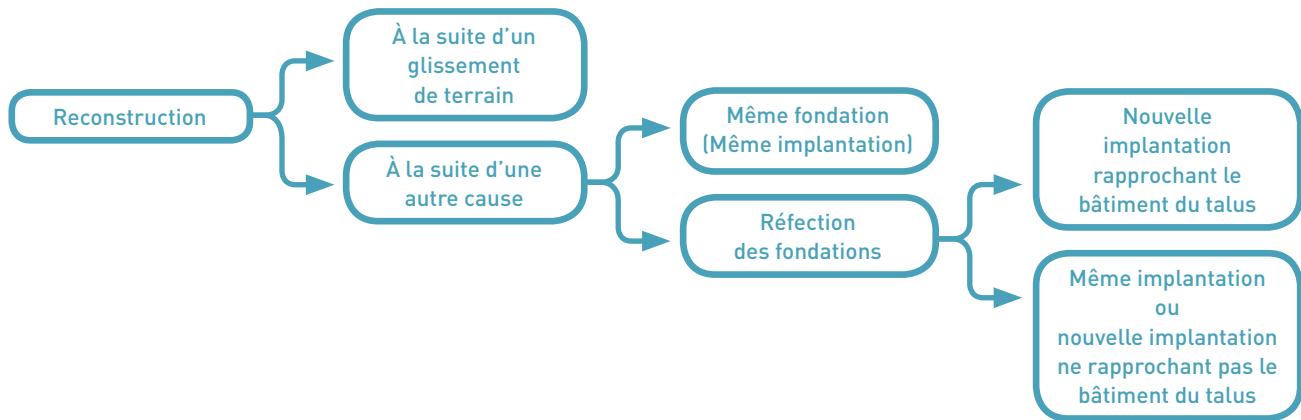 Reconstruction
À la suite d’un
glissement
de terrain
À la suite d’une
autre cause
Même fondation
(Même implantation)
Réfection
des fondations
Nouvelle
implantation
rapprochant le
bâtiment du talus
Même implantation
ou
nouvelle implantation
ne rapprochant pas le
bâtiment du talus